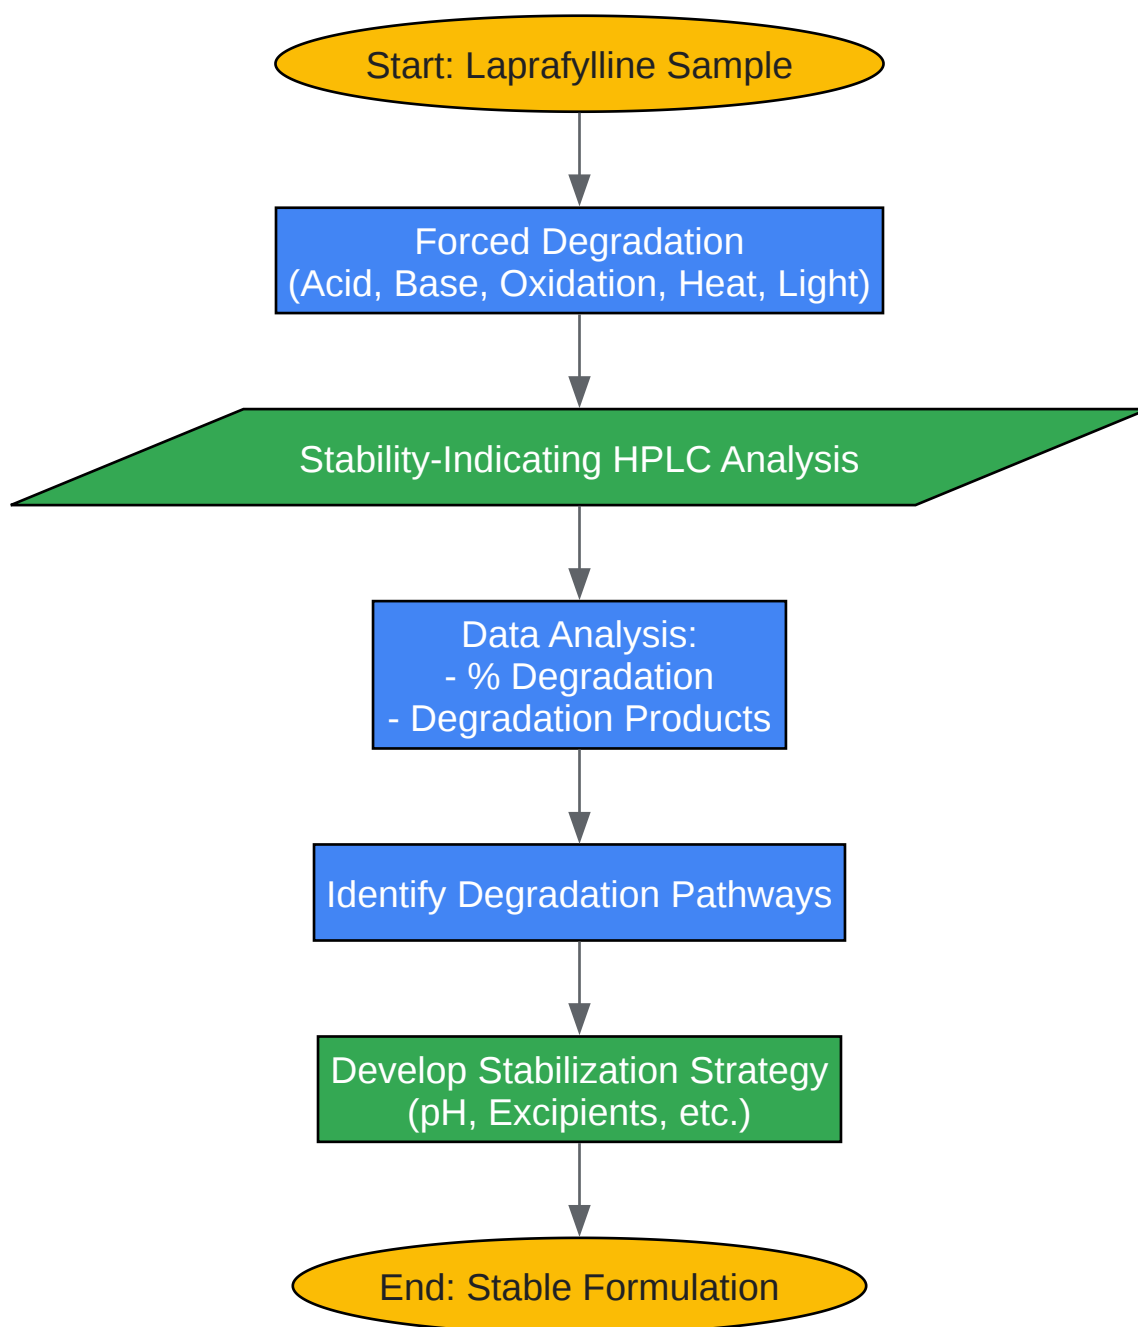 Start: Laprafylline Sample
Forced Degradation
(Acid, Base, Oxidation, Heat, Light)
Stability-Indicating HPLC Analysis
Data Analysis:
- % Degradation
- Degradation Products
Identify Degradation Pathways
Develop Stabilization Strategy
(pH, Excipients, etc.)
End: Stable Formulation